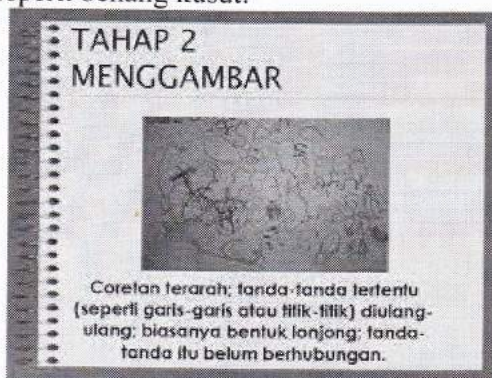 seperti benang kusut.
TAHAP 2
MENGGAMBAR
Coretan terarah; tanda-tanda tertentu
(seperti garis-garis atau titik-titik) diulang-
ulang; biasanya bentuk lonjong; tanda-
tanda itu belum berhubungan.